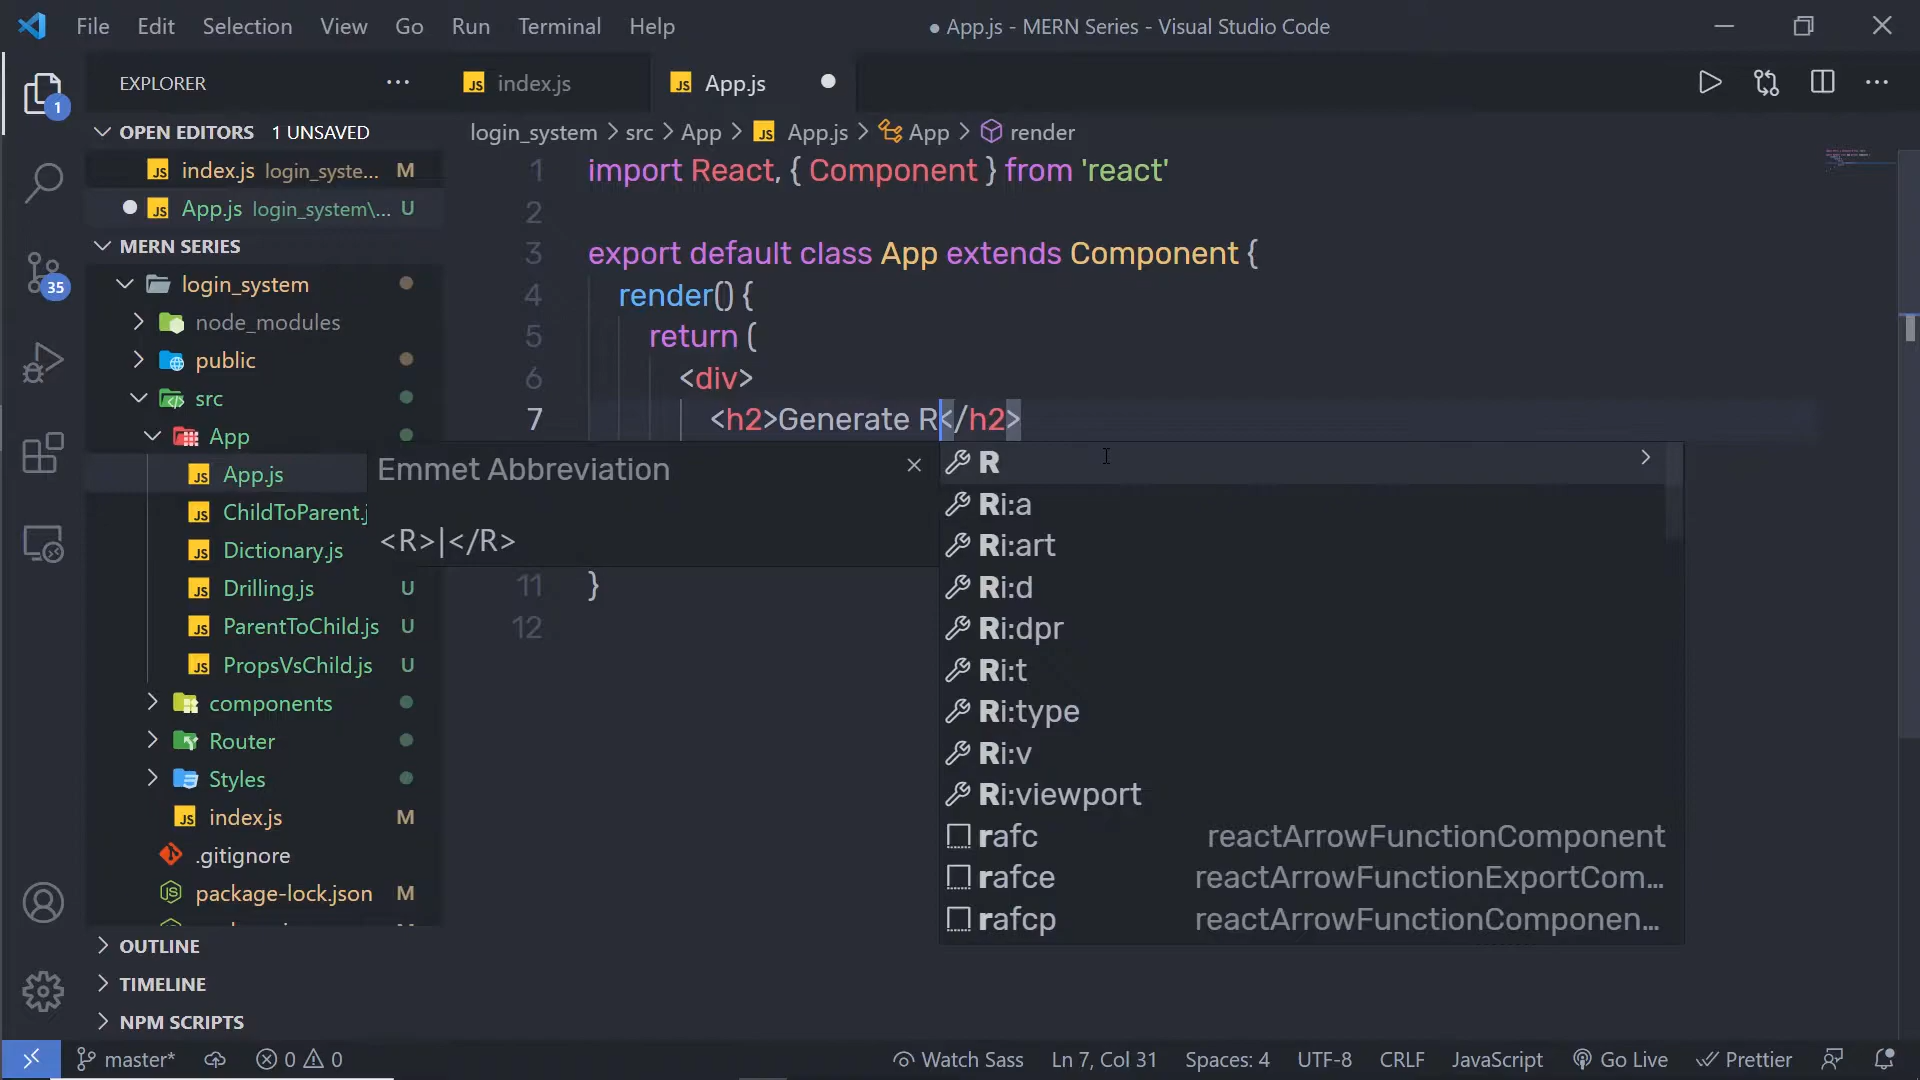 File Edit Selection View Go Run Terminal Help
● App.js - MERN Series - Visual Studio Code
EXPLORER
index.js
App.js
1
35
OPEN EDITORS 1 UNSAVED
index.js login_syste... M
App.js login_system\... U
MERN SERIES
login_system
node_modules
public
src
App
App.js
ChildToParent.j
Dictionary.js
Drilling.js U
ParentToChild.js U
PropsVsChild.js U
components
Router
Styles
index.js M
.gitignore
package-lock.json M
OUTLINE
TIMELINE
NPM SCRIPTS
login_system > src > App > App.js > App > render
1 import React, { Component } from 'react'
2
3 export default class App extends Component {
4 render() {
5 return (
6 <div>
7 <h2>Generate R</h2>
11 }
12
Emmet Abbreviation
<R>|</R>
R
Ri:a
Ri:art
Ri:d
Ri:dpr
Ri:t
Ri:type
Ri:v
Ri:viewport
rafc reactArrowFunctionComponent
rafce reactArrowFunctionExportCom...
rafcp reactArrowFunctionComponen...
master* 0 0 Watch Sass Ln 7, Col 31 Spaces: 4 UTF-8 CRLF JavaScript Go Live Prettier